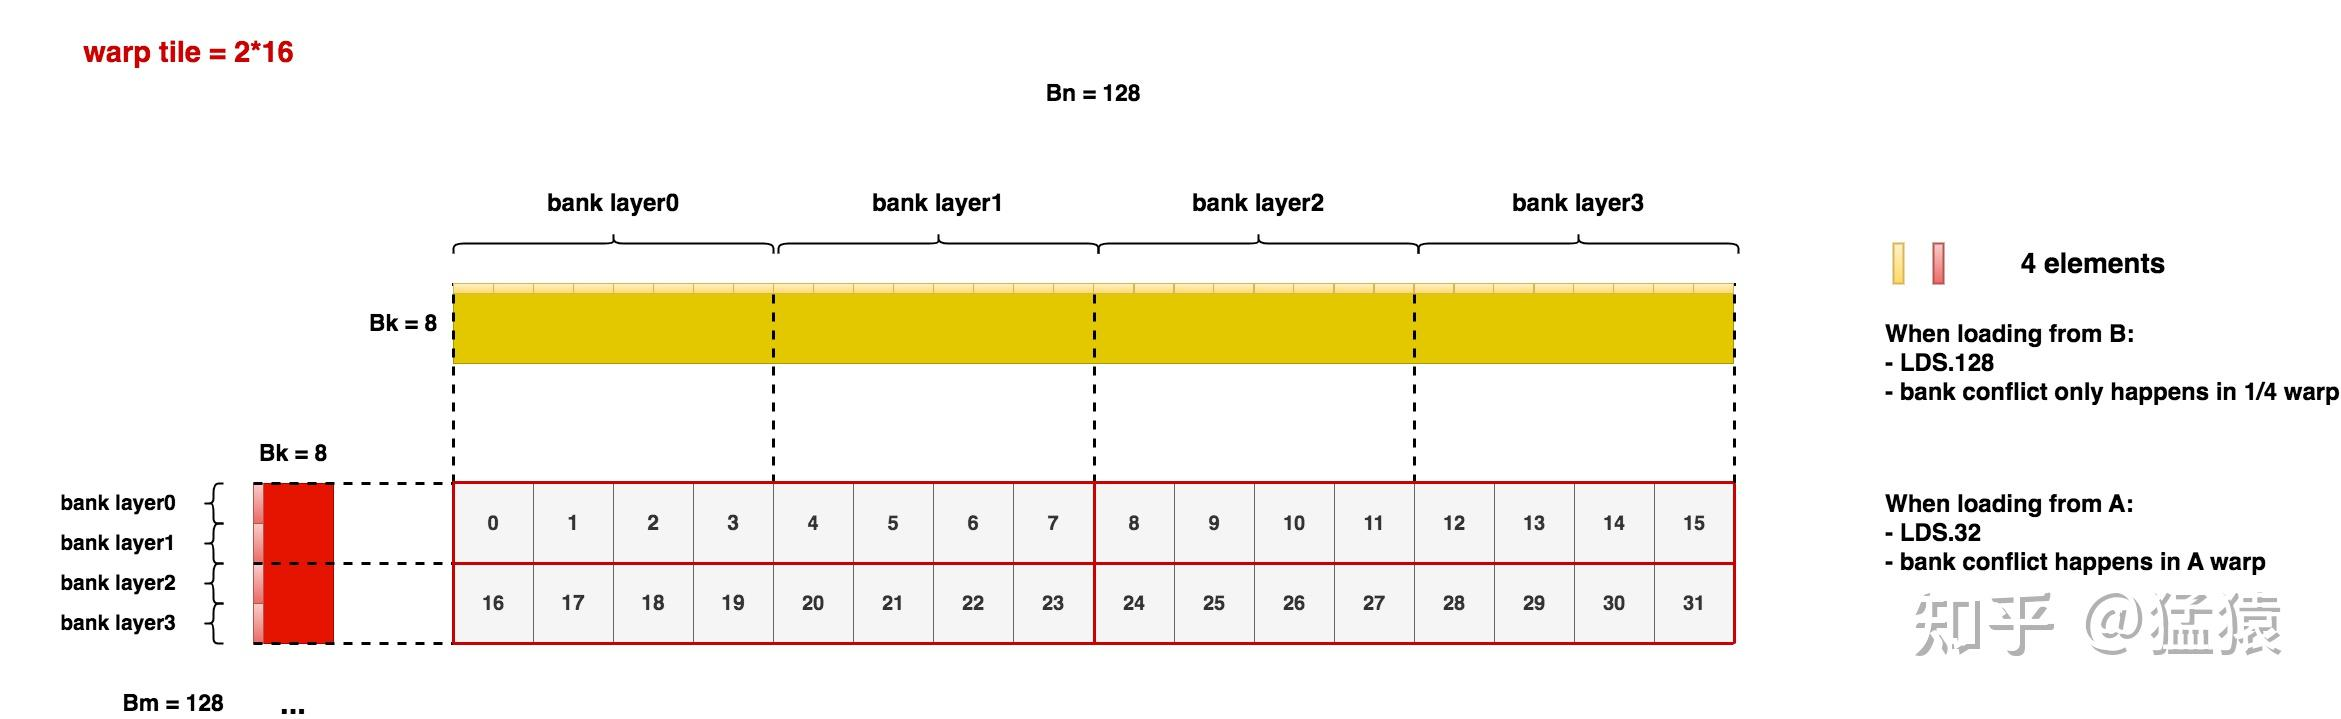 warp tile = 2*16
Bn = 128
bank layer0 bank layer1 bank layer2 bank layer3
4 elements
Bk = 8
When loading from B:
- LDS.128
- bank conflict only happens in 1/4 warp
Bk = 8
bank layer0
bank layer1
bank layer2
bank layer3
0 1 2 3 4 5 6 7 8 9 10 11 12 13 14 15
16 17 18 19 20 21 22 23 24 25 26 27 28 29 30 31
When loading from A:
- LDS.32
- bank conflict happens in A warp
Bm = 128 ...
知乎 @猛猿